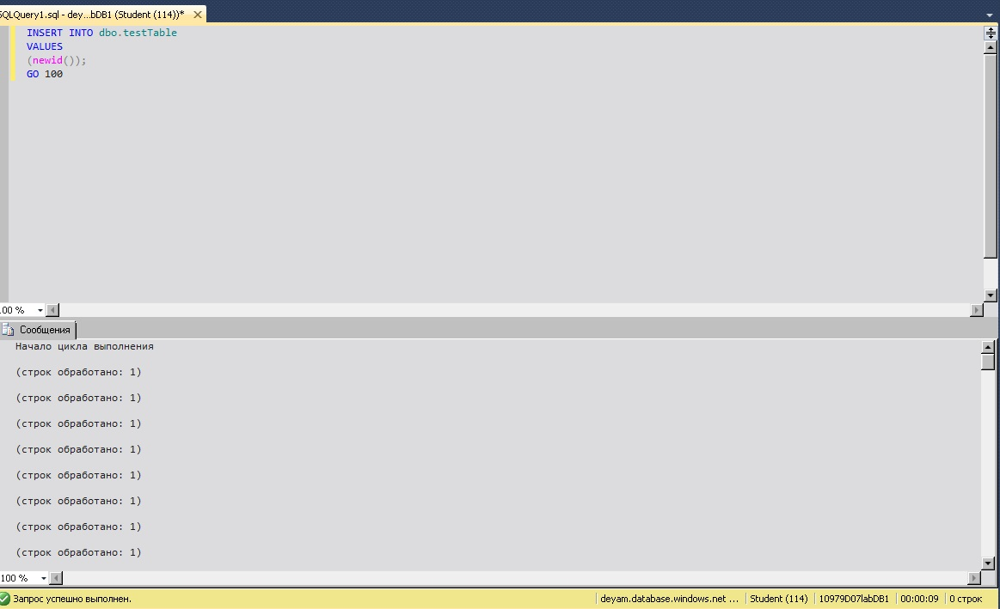 SQLQuery1.sql - dey...bDB1 (Student (114))*
INSERT INTO dbo.testTable
VALUES
(newid());
GO 100
100 %
Сообщения
Начало цикла выполнения
(строк обработано: 1)
(строк обработано: 1)
(строк обработано: 1)
(строк обработано: 1)
(строк обработано: 1)
(строк обработано: 1)
(строк обработано: 1)
(строк обработано: 1)
100 %
Запрос успешно выполнен.
deyam.database.windows.net ...
Student (114)
10979D07labDB1
00:00:09
0 строк